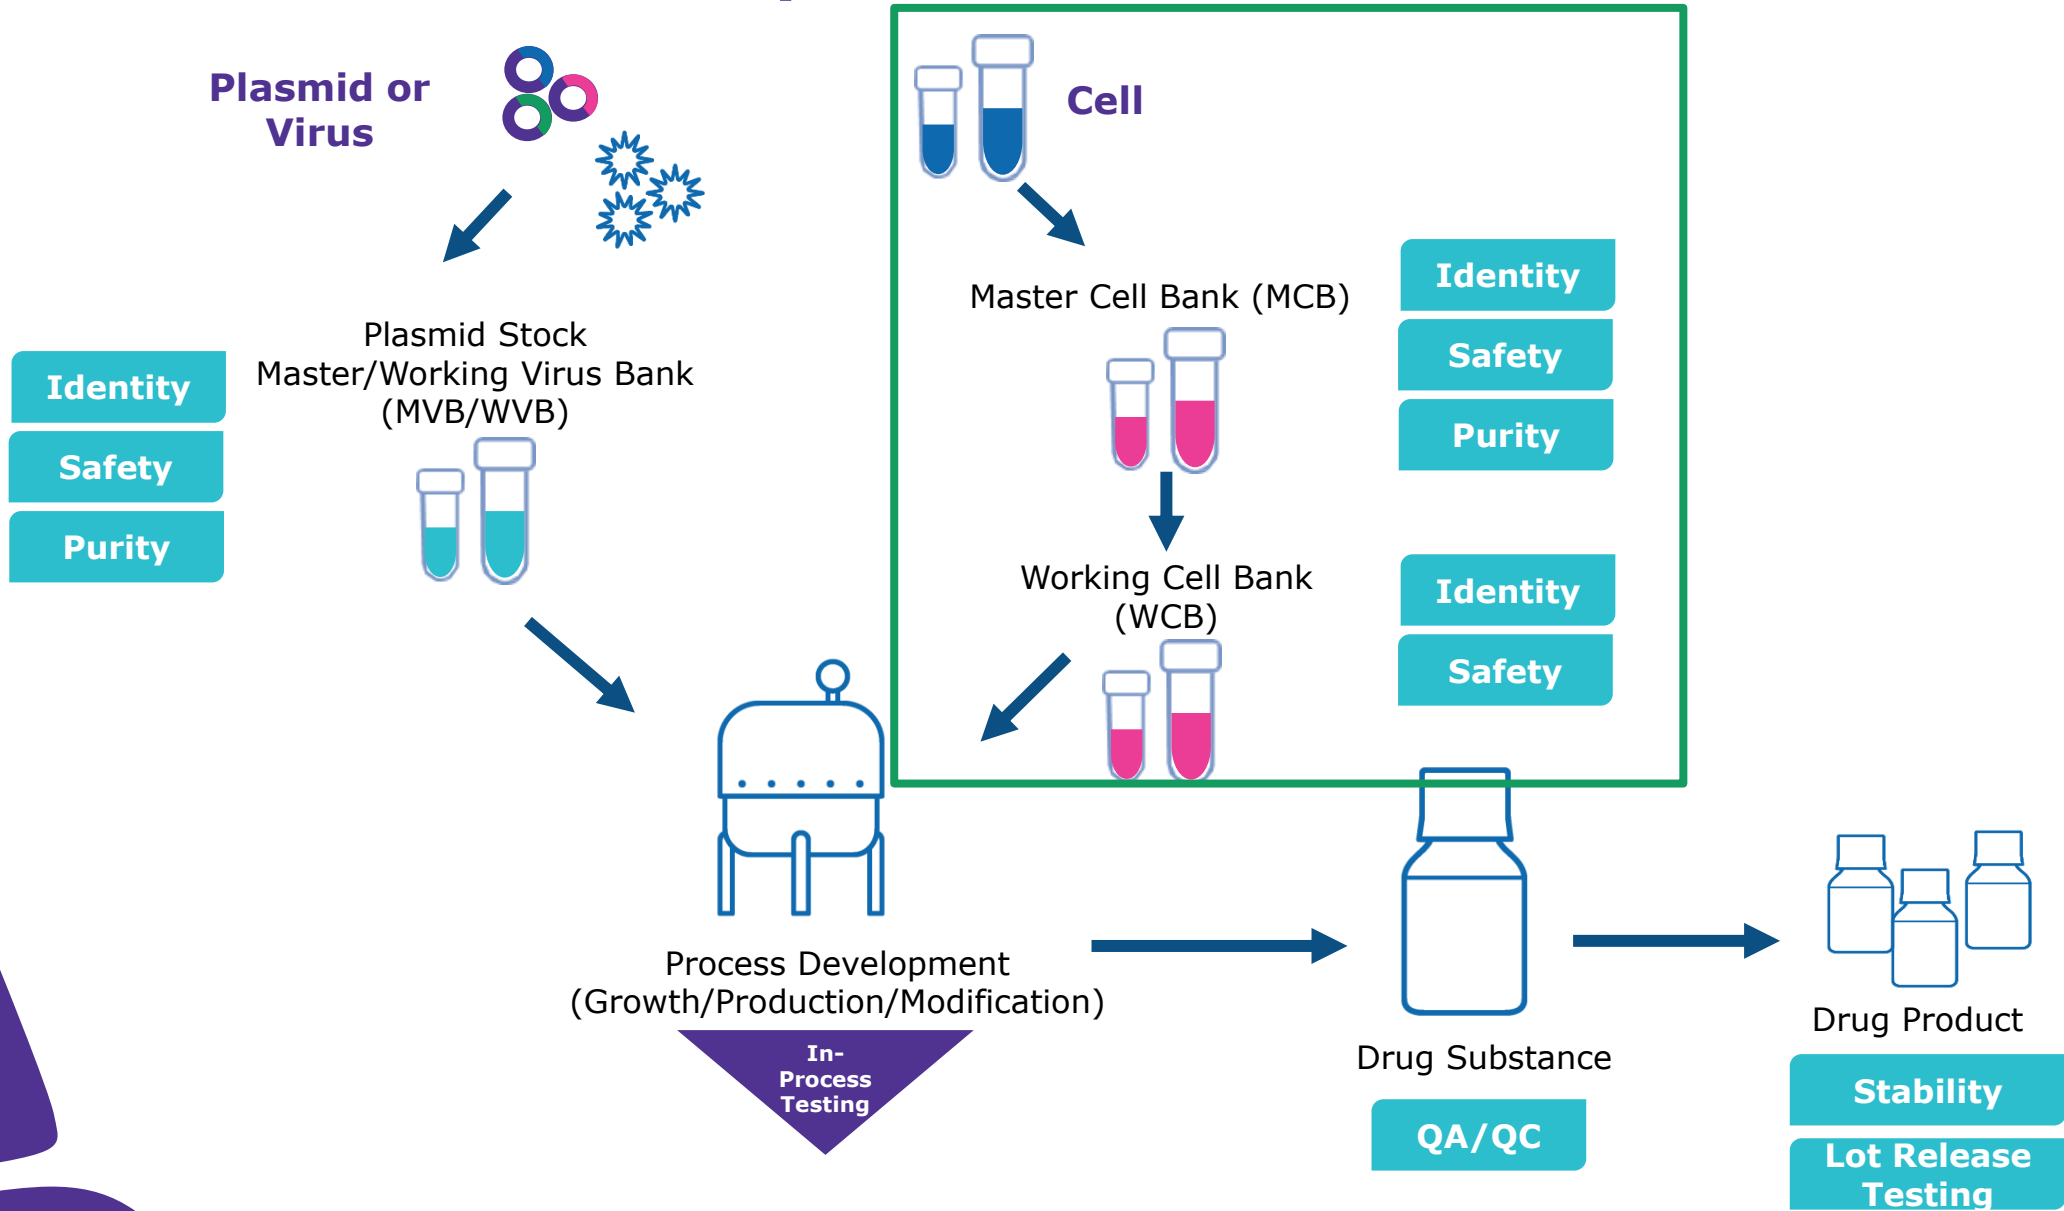 Plasmid or
Virus
Cell
Master Cell Bank (MCB)
Identity
Safety
Purity
Plasmid Stock
Master/Working Virus Bank
(MVB/WVB)
Identity
Safety
Purity
Working Cell Bank
(WCB)
Identity
Safety
Process Development
(Growth/Production/Modification)
In-
Process
Testing
Drug Substance
QA/QC
Drug Product
Stability
Lot Release
Testing